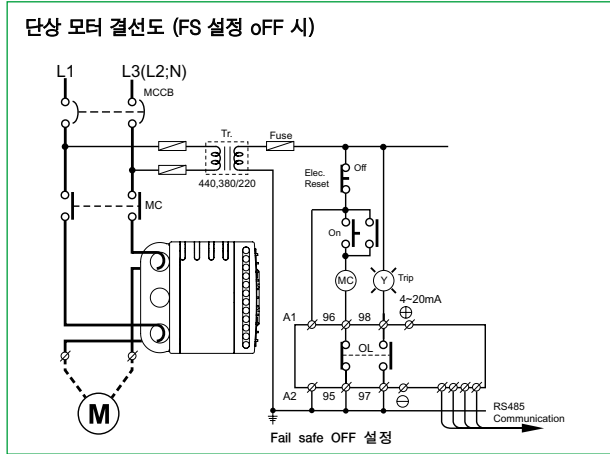 단상 모터 결선도 (FS 설정 oFF 시)
L1
L3(L2;N)
MCCB
Tr.
Fuse
440,380/220
Elec.
Reset
Off
MC
On
MC
Y
Trip
4~20mA
⊕
A1
96
98
OL
A2
95
97
⊖
M
RS485
Communication
Fail safe OFF 설정